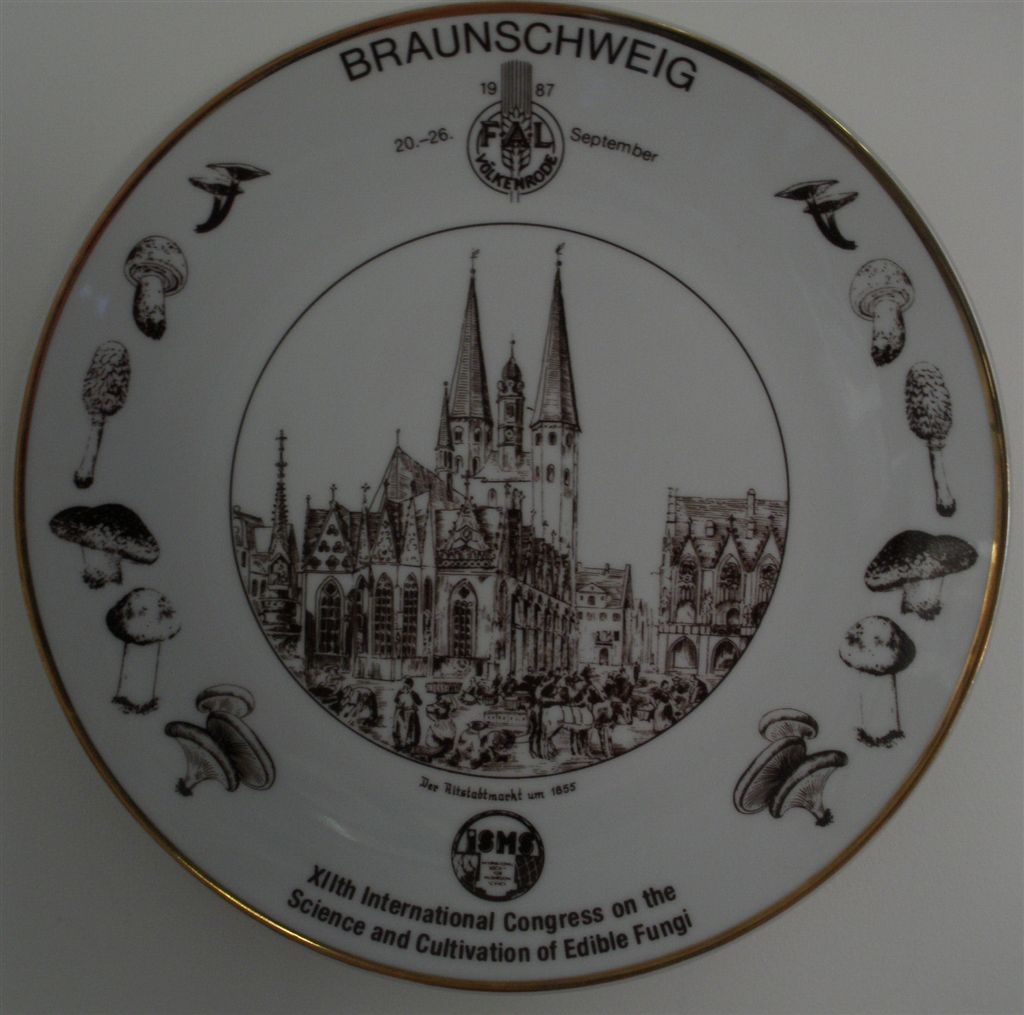 BRAUNSCHWEIG
19 87
20.–26. September
FAL
VÖLKENRODE
Der Altstadtmarkt um 1855
ISMS
INTERNATIONAL
XIIth International Congress on the
Science and Cultivation of Edible Fungi